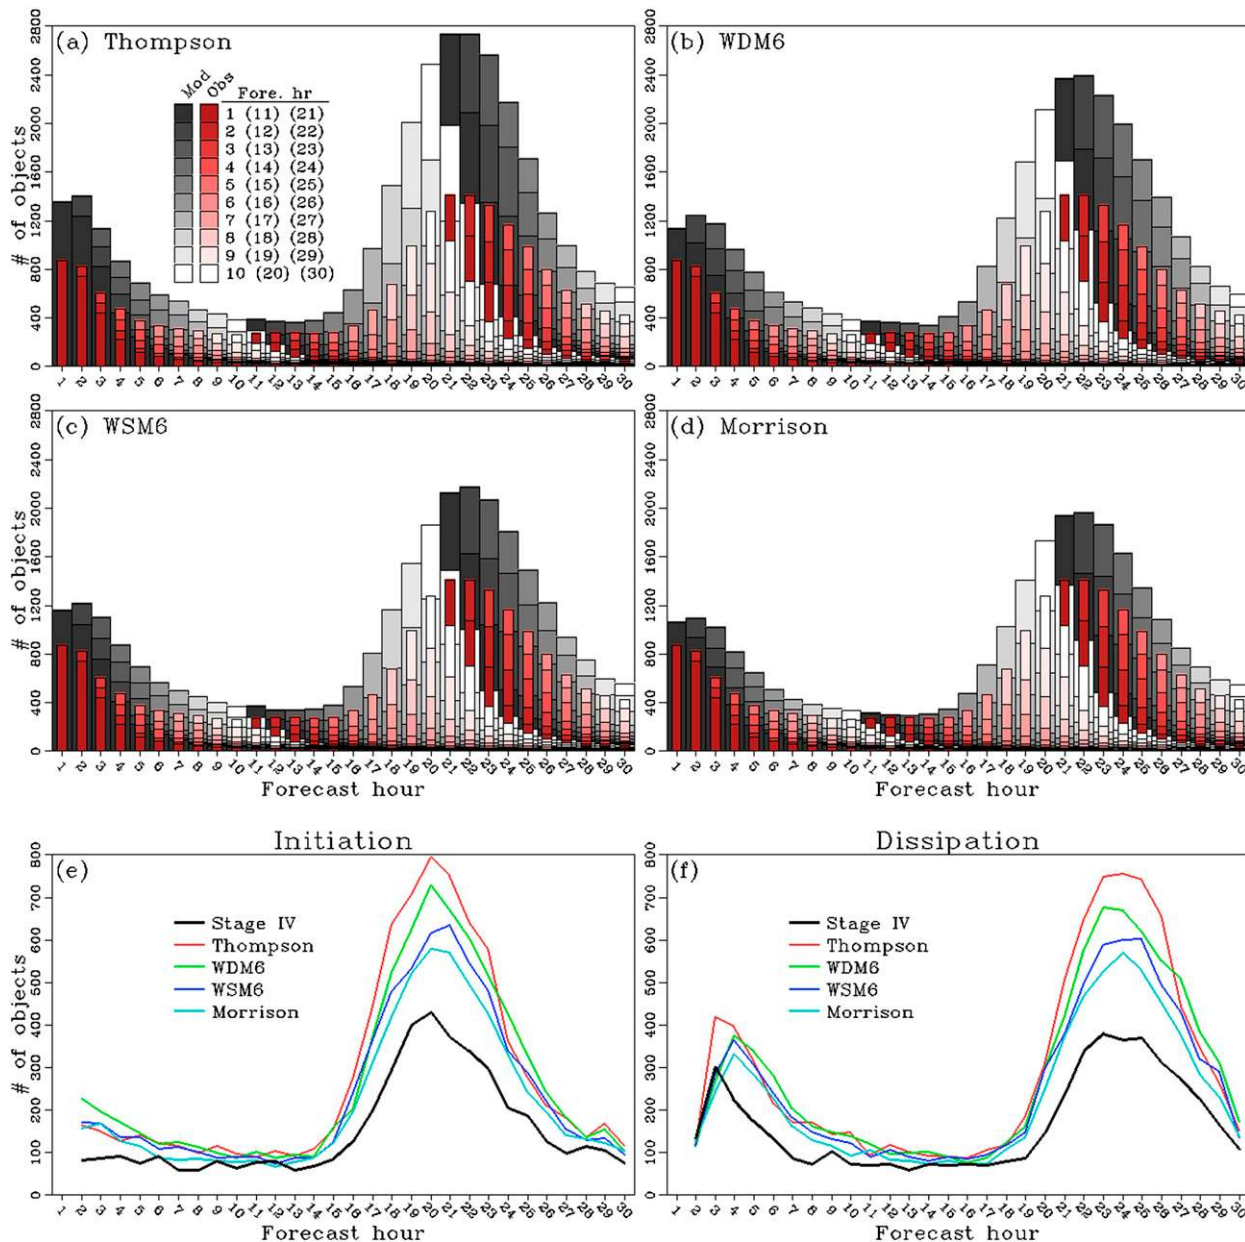 (a) Thompson
Mod Obs Fore. hr
1 (11) (21)
2 (12) (22)
3 (13) (23)
4 (14) (24)
5 (15) (25)
6 (16) (26)
7 (17) (27)
8 (18) (28)
9 (19) (29)
10 (20) (30)
# of objects
0 400 800 1200 1600 2000 2400 2800
1 2 3 4 5 6 7 8 9 10 11 12 13 14 15 16 17 18 19 20 21 22 23 24 25 26 27 28 29 30
(b) WDM6
0 400 800 1200 1600 2000 2400 2800
1 2 3 4 5 6 7 8 9 10 11 12 13 14 15 16 17 18 19 20 21 22 23 24 25 26 27 28 29 30
(c) WSM6
# of objects
0 400 800 1200 1600 2000 2400 2800
1 2 3 4 5 6 7 8 9 10 11 12 13 14 15 16 17 18 19 20 21 22 23 24 25 26 27 28 29 30
Forecast hour
(d) Morrison
0 400 800 1200 1600 2000 2400 2800
1 2 3 4 5 6 7 8 9 10 11 12 13 14 15 16 17 18 19 20 21 22 23 24 25 26 27 28 29 30
Forecast hour
Initiation
(e)
Stage IV
Thompson
WDM6
WSM6
Morrison
# of objects
0 100 200 300 400 500 600 700 800
1 2 3 4 5 6 7 8 9 10 11 12 13 14 15 16 17 18 19 20 21 22 23 24 25 26 27 28 29 30
Forecast hour
Dissipation
(f)
Stage IV
Thompson
WDM6
WSM6
Morrison
0 100 200 300 400 500 600 700 800
1 2 3 4 5 6 7 8 9 10 11 12 13 14 15 16 17 18 19 20 21 22 23 24 25 26 27 28 29 30
Forecast hour